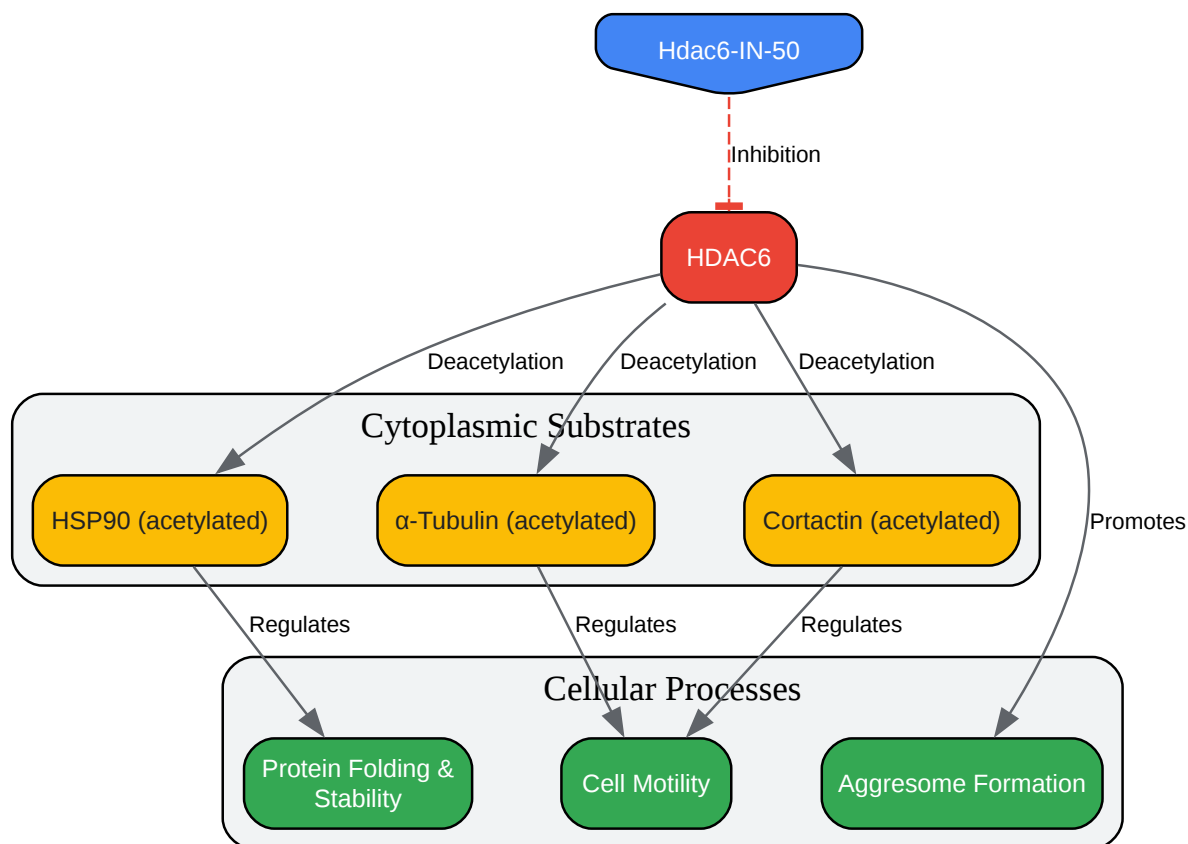 Hdac6-IN-50
Inhibition
HDAC6
Deacetylation
Deacetylation
Deacetylation
Cytoplasmic Substrates
HSP90 (acetylated)
α-Tubulin (acetylated)
Cortactin (acetylated)
Promotes
Regulates
Regulates
Regulates
Cellular Processes
Protein Folding &
Stability
Cell Motility
Aggresome Formation